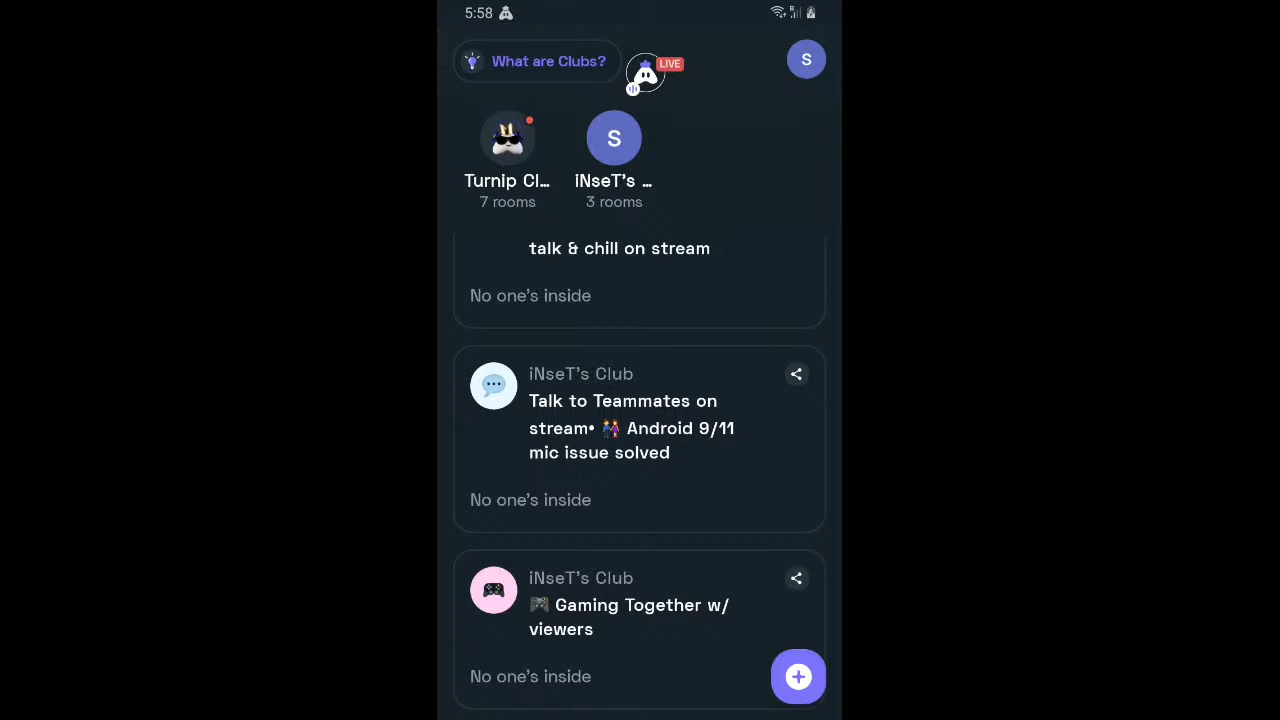 5:58
What are Clubs?
LIVE
S
S
Turnip Cl...
iNseT's ...
7 rooms
3 rooms
talk & chill on stream
No one's inside
iNseT's Club
Talk to Teammates on
stream• 👫 Android 9/11
mic issue solved
No one's inside
iNseT's Club
🎮 Gaming Together w/
viewers
No one's inside